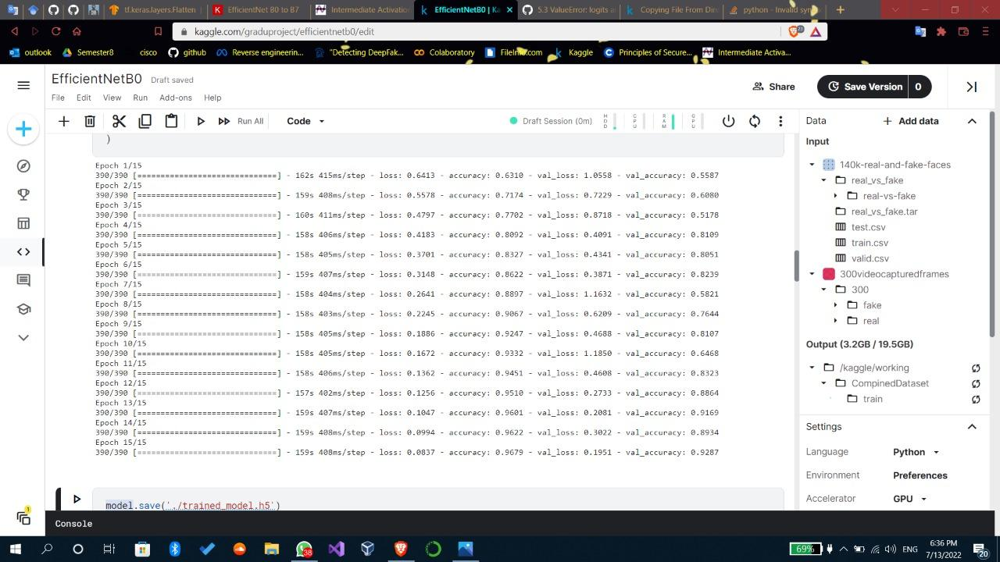 tf.keras.layers.Flatten
EfficientNet B0 to B7
Intermediate Activation
EfficientNetB0 | Ka
5.3 ValueError: logits a
Copying File From Dir
python - Invalid syn
kaggle.com/graduproject/efficientnetb0/edit
23
outlook
Semester8
cisco
github
Reverse engineerin...
"Detecting DeepFak...
Colaboratory
FileInfo.com
Kaggle
Principles of Secure...
Intermediate Activa...
EfficientNetB0
Draft saved
File Edit View Run Add-ons Help
Share
Save Version
0
Run All
Code
Draft Session (0m)
HDD
CPU
RAM
GPU
)
Epoch 1/15
390/390 [==============================] - 162s 415ms/step - loss: 0.6413 - accuracy: 0.6310 - val_loss: 1.0558 - val_accuracy: 0.5587
Epoch 2/15
390/390 [==============================] - 159s 408ms/step - loss: 0.5578 - accuracy: 0.7174 - val_loss: 0.7229 - val_accuracy: 0.6080
Epoch 3/15
390/390 [==============================] - 160s 411ms/step - loss: 0.4797 - accuracy: 0.7702 - val_loss: 0.8718 - val_accuracy: 0.5178
Epoch 4/15
390/390 [==============================] - 158s 406ms/step - loss: 0.4183 - accuracy: 0.8092 - val_loss: 0.4091 - val_accuracy: 0.8109
Epoch 5/15
390/390 [==============================] - 158s 405ms/step - loss: 0.3701 - accuracy: 0.8327 - val_loss: 0.4341 - val_accuracy: 0.8051
Epoch 6/15
390/390 [==============================] - 159s 407ms/step - loss: 0.3148 - accuracy: 0.8622 - val_loss: 0.3871 - val_accuracy: 0.8239
Epoch 7/15
390/390 [==============================] - 158s 404ms/step - loss: 0.2641 - accuracy: 0.8897 - val_loss: 1.1632 - val_accuracy: 0.5821
Epoch 8/15
390/390 [==============================] - 158s 403ms/step - loss: 0.2245 - accuracy: 0.9067 - val_loss: 0.6209 - val_accuracy: 0.7644
Epoch 9/15
390/390 [==============================] - 158s 405ms/step - loss: 0.1886 - accuracy: 0.9247 - val_loss: 0.4688 - val_accuracy: 0.8107
Epoch 10/15
390/390 [==============================] - 158s 405ms/step - loss: 0.1672 - accuracy: 0.9332 - val_loss: 1.1850 - val_accuracy: 0.6468
Epoch 11/15
390/390 [==============================] - 158s 406ms/step - loss: 0.1362 - accuracy: 0.9451 - val_loss: 0.4608 - val_accuracy: 0.8323
Epoch 12/15
390/390 [==============================] - 157s 402ms/step - loss: 0.1256 - accuracy: 0.9510 - val_loss: 0.2733 - val_accuracy: 0.8864
Epoch 13/15
390/390 [==============================] - 159s 407ms/step - loss: 0.1047 - accuracy: 0.9601 - val_loss: 0.2081 - val_accuracy: 0.9169
Epoch 14/15
390/390 [==============================] - 159s 408ms/step - loss: 0.0994 - accuracy: 0.9622 - val_loss: 0.3022 - val_accuracy: 0.8934
Epoch 15/15
390/390 [==============================] - 159s 408ms/step - loss: 0.0837 - accuracy: 0.9679 - val_loss: 0.1951 - val_accuracy: 0.9287
model.save('./trained_model.h5')
Console
Data
Add data
Input
140k-real-and-fake-faces
real_vs_fake
real-vs-fake
real_vs_fake.tar
test.csv
train.csv
valid.csv
300videocapturedframes
300
fake
real
Output (3.2GB / 19.5GB)
/kaggle/working
CompinedDataset
train
Settings
Language Python
Environment Preferences
Accelerator GPU
1
38
69%
ENG
6:36 PM
7/13/2022
20